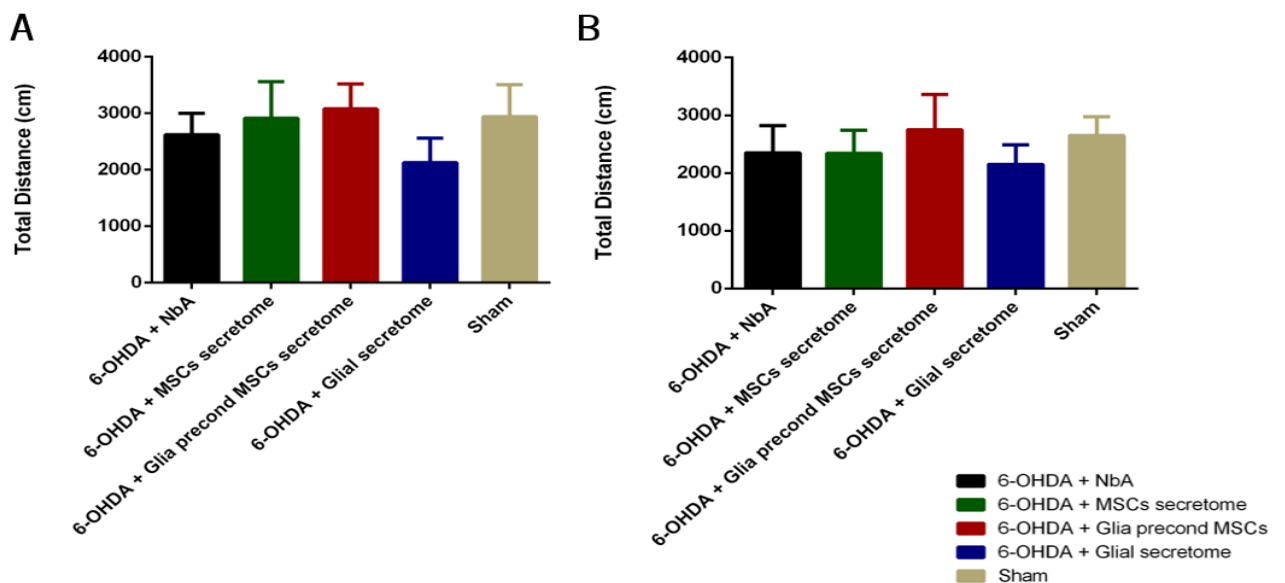 A
Total Distance (cm)
4000
3000
2000
1000
0
6-OHDA + NbA
6-OHDA + MSCs secretome
6-OHDA + Glia precond MSCs secretome
6-OHDA + Glial secretome
Sham
B
Total Distance (cm)
4000
3000
2000
1000
0
6-OHDA + NbA
6-OHDA + MSCs secretome
6-OHDA + Glia precond MSCs secretome
6-OHDA + Glial secretome
Sham
6-OHDA + NbA
6-OHDA + MSCs secretome
6-OHDA + Glia precond MSCs
6-OHDA + Glial secretome
Sham